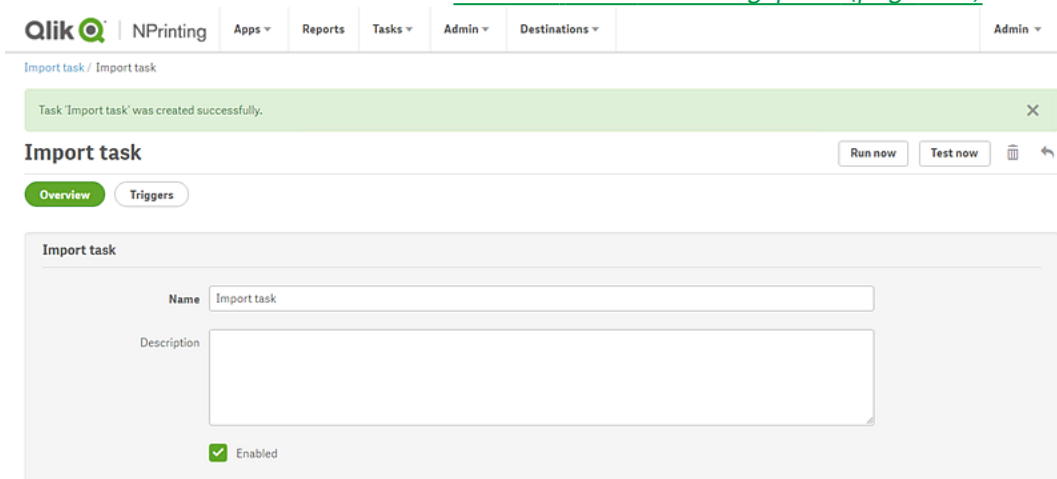 Qlik NPrinting Apps Reports Tasks Admin Destinations Admin
Import task / Import task
Task 'Import task' was created successfully.
Import task Run now Test now
Overview Triggers
Import task
Name Import task
Description
Enabled